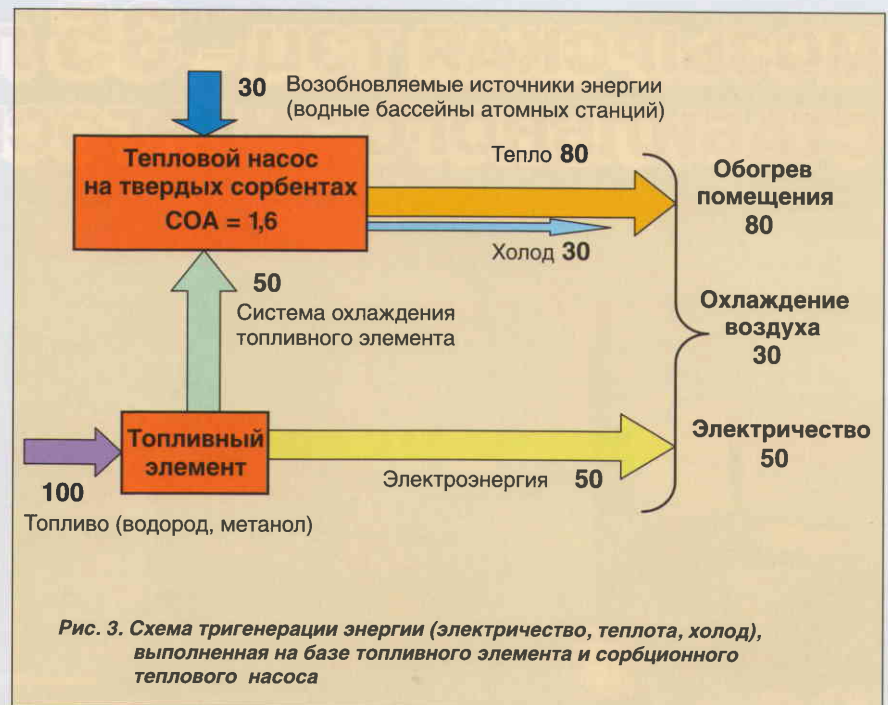 30 Возобновляемые источники энергии
(водные бассейны атомных станций)
Тепловой насос
на твердых сорбентах
СОА = 1,6
Тепло 80
Холод 30
Обогрев
помещения
80
50
Система охлаждения
топливного элемента
Охлаждение
воздуха
30
Топливный
элемент
Электроэнергия 50
Электричество
50
100
Топливо (водород, метанол)
Рис. 3. Схема тригенерации энергии (электричество, теплота, холод),
выполненная на базе топливного элемента и сорбционного
теплового насоса